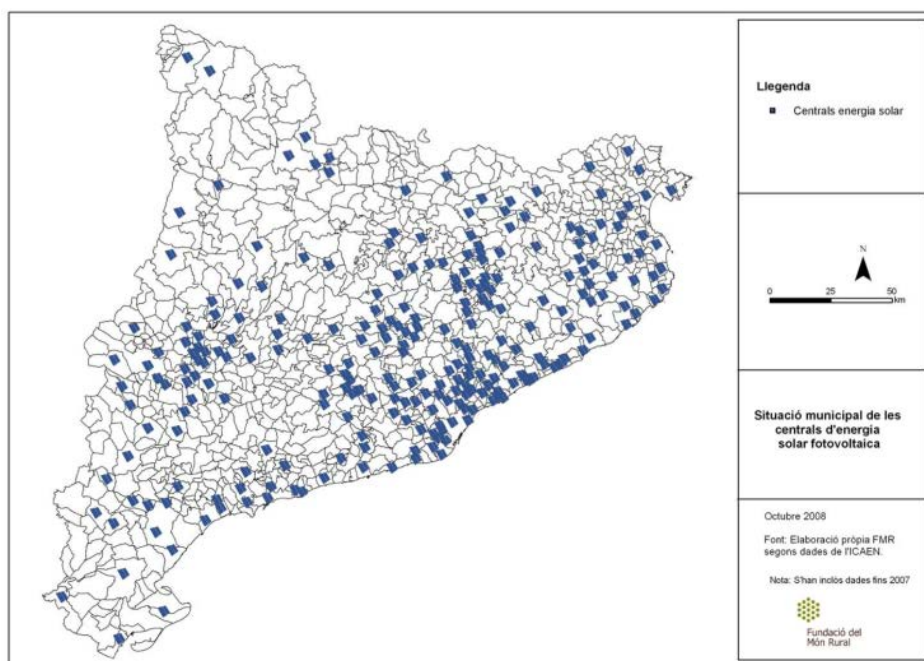 Llegenda
Centrals energia solar
N
0 25 50
km
Situació municipal de les
centrals d'energia
solar fotovoltaica
Octubre 2008
Font: Elaboració pròpia FMR
segons dades de l'ICAEN.
Nota: S'han inclòs dades fins 2007
Fundació del
Món Rural